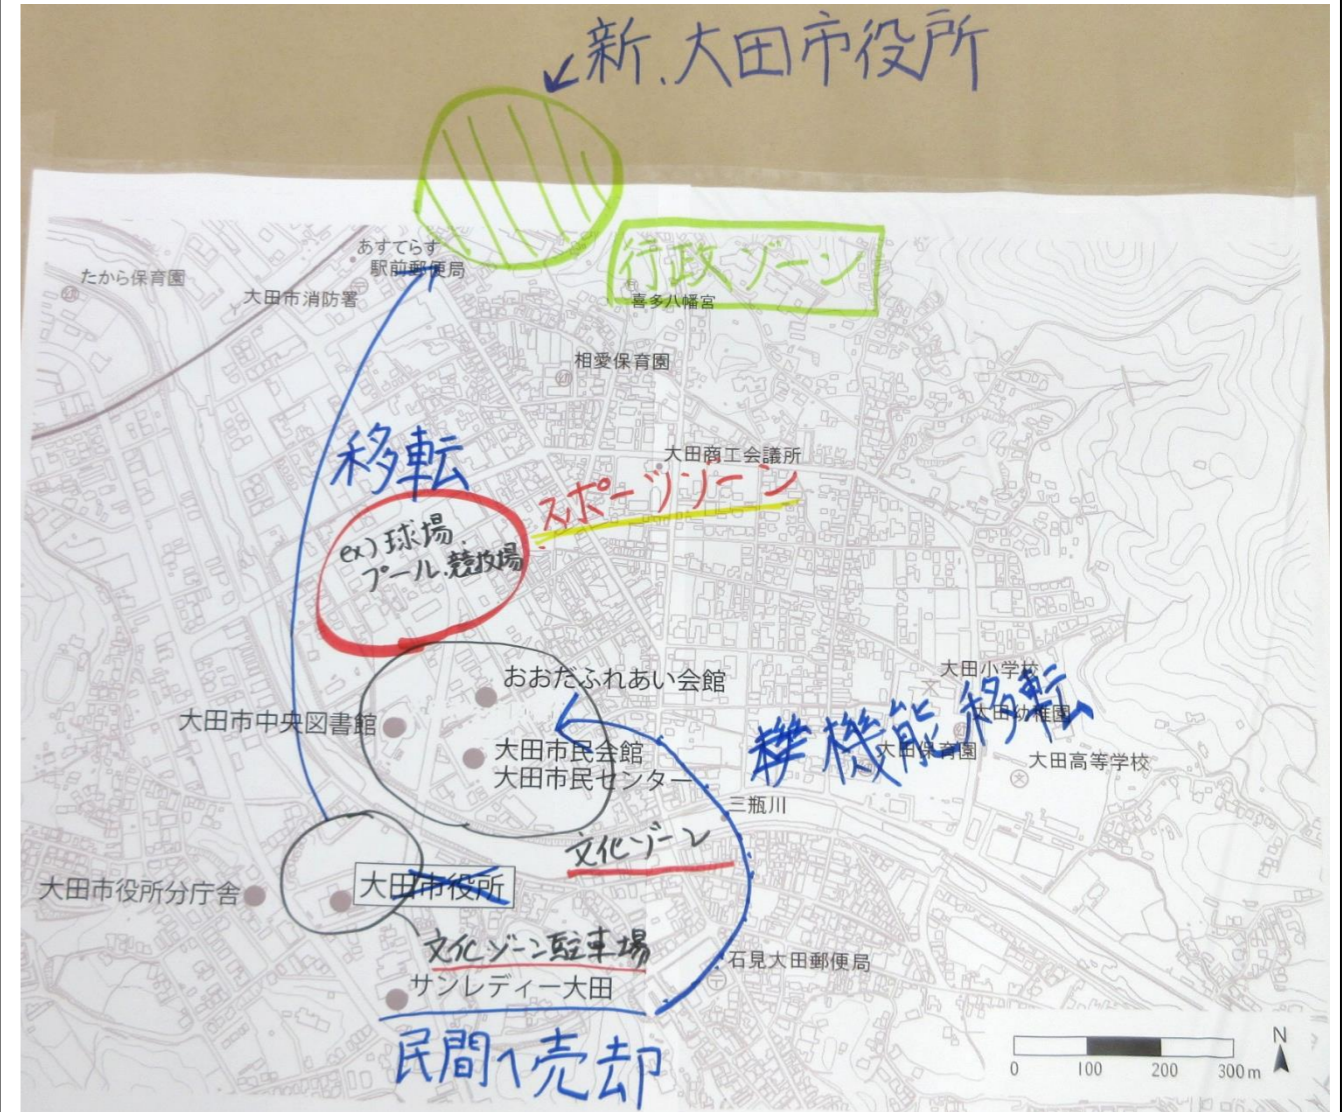 新、大田市役所
行政ゾーン
あすてらす
駅前郵便局
たから保育園
大田市消防署
喜多八幡宮
相愛保育園
移転
大田商工会議所
スポーツゾーン
ex)球場、
プール、競技場
おおだふれあい会館
大田小学校
大田市中央図書館
機能移転
大田幼稚園
大田市民会館
大田市民センター
大田保育園
大田高等学校
三瓶川
文化ゾーン
大田市役所分庁舎
大田市役所
文化ゾーン駐車場
石見大田郵便局
サンレディー大田
民間へ売却
N
0 100 200 300m